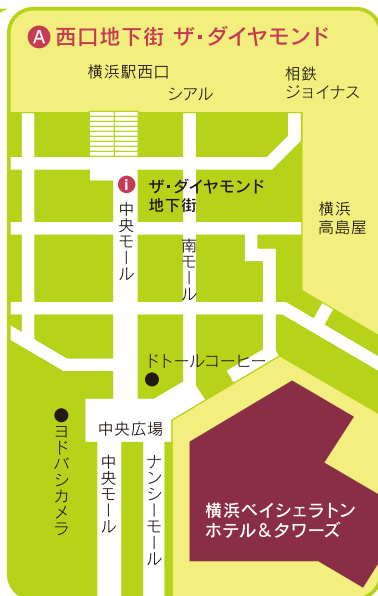 A 西口地下街 ザ・ダイヤモンド
横浜駅西口
シアル
相鉄
ジョイナス
i ザ・ダイヤモンド
地下街
中央モール
南モール
横浜
高島屋
ドトールコーヒー
中央広場
ヨドバシカメラ
中央モール
ナンシーモール
横浜ベイシェラトン
ホテル&タワーズ